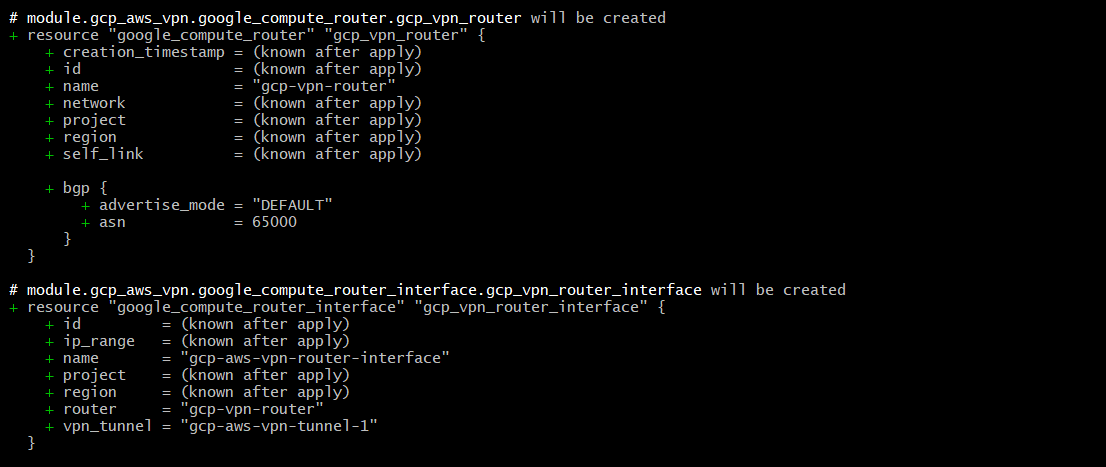 # module.gcp_aws_vpn.google_compute_router.gcp_vpn_router will be created
+ resource "google_compute_router" "gcp_vpn_router" {
    + creation_timestamp = (known after apply)
    + id                 = (known after apply)
    + name               = "gcp-vpn-router"
    + network            = (known after apply)
    + project            = (known after apply)
    + region             = (known after apply)
    + self_link          = (known after apply)

    + bgp {
        + advertise_mode = "DEFAULT"
        + asn            = 65000
      }
  }

# module.gcp_aws_vpn.google_compute_router_interface.gcp_vpn_router_interface will be created
+ resource "google_compute_router_interface" "gcp_vpn_router_interface" {
    + id         = (known after apply)
    + ip_range   = (known after apply)
    + name       = "gcp-aws-vpn-router-interface"
    + project    = (known after apply)
    + region     = (known after apply)
    + router     = "gcp-vpn-router"
    + vpn_tunnel = "gcp-aws-vpn-tunnel-1"
  }